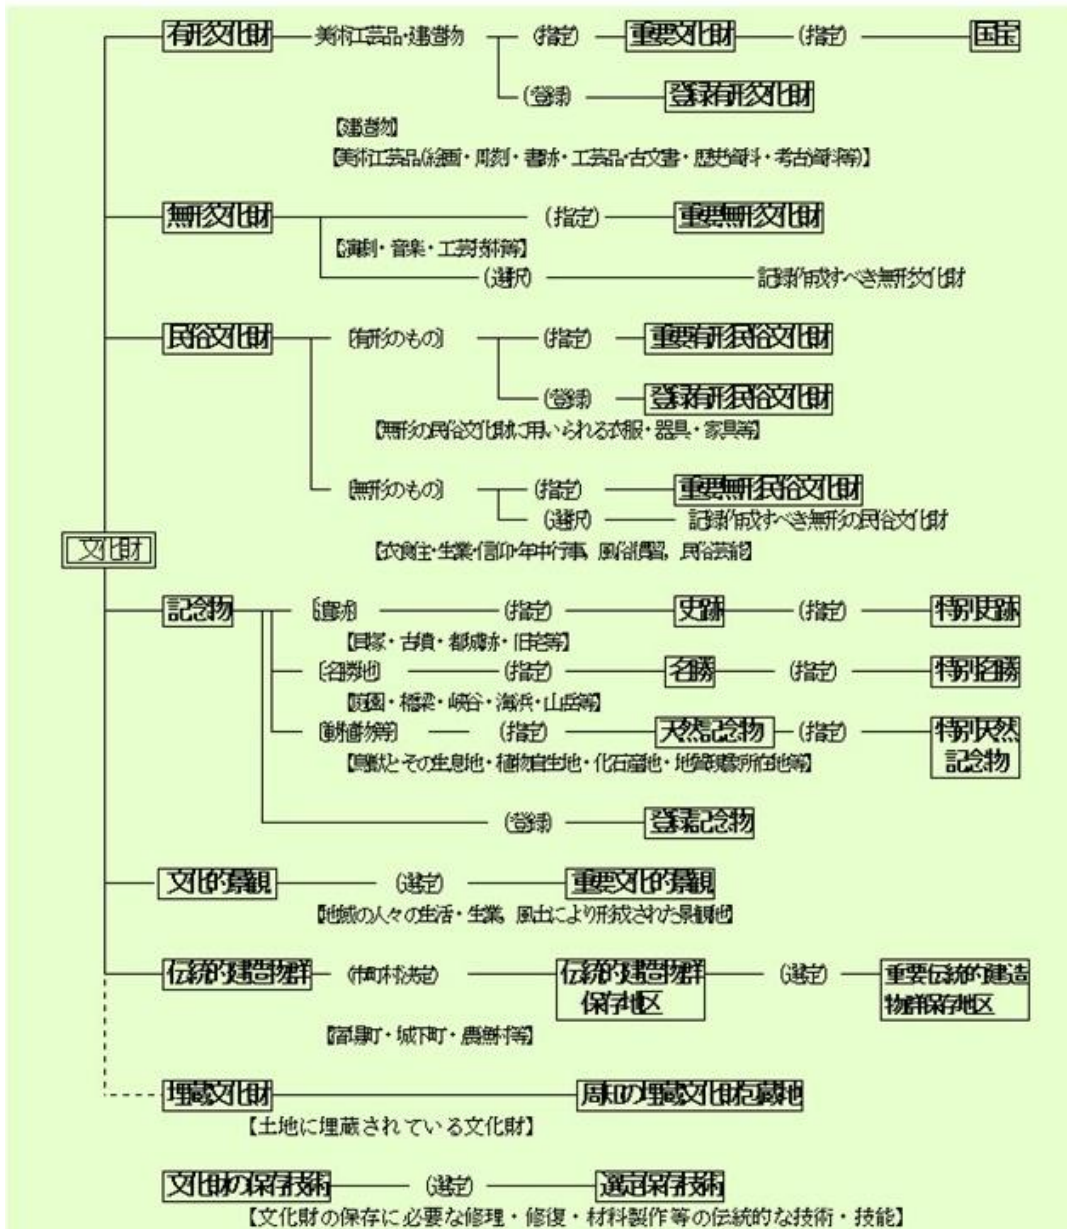 有形文化財 美術工芸品・建造物 (指定) 重要文化財 (指定) 国宝
(登録) 登録有形文化財
【建造物】
【美術工芸品(絵画・彫刻・書跡・工芸品・古文書・歴史資料・考古資料等)】
無形文化財 (指定) 重要無形文化財
【演劇・音楽・工芸技術等】
(選択) 記録作成すべき無形文化財
民俗文化財 〔有形のもの〕 (指定) 重要有形民俗文化財
(登録) 登録有形民俗文化財
【無形の民俗文化財に用いられる衣服・器具・家具等】
〔無形のもの〕 (指定) 重要無形民俗文化財
(選択) 記録作成すべき無形の民俗文化財
文化財
【衣食住・生業・信仰・年中行事, 風俗慣習, 民俗芸能】
記念物 〔遺跡〕 (指定) 史跡 (指定) 特別史跡
【貝塚・古墳・都城跡・旧宅等】
〔名勝地〕 (指定) 名勝 (指定) 特別名勝
【庭園・橋梁・峡谷・海浜・山岳等】
〔動植物等〕 (指定) 天然記念物 (指定) 特別天然記念物
【鳥獣とその生息地・植物自生地・化石産地・地質現象所在地等】
(登録) 登録記念物
文化的景観 (選定) 重要文化的景観
【地域の人々の生活・生業, 風土により形成された景観地】
伝統的建造物群 (市町村決定) 伝統的建造物群保存地区 (選定) 重要伝統的建造物群保存地区
【宿場町・城下町・農漁村等】
埋蔵文化財 周知の埋蔵文化財包蔵地
【土地に埋蔵されている文化財】
文化財の保存技術 (選定) 選定保存技術
【文化財の保存に必要な修理・修復・材料製作等の伝統的な技術・技能】